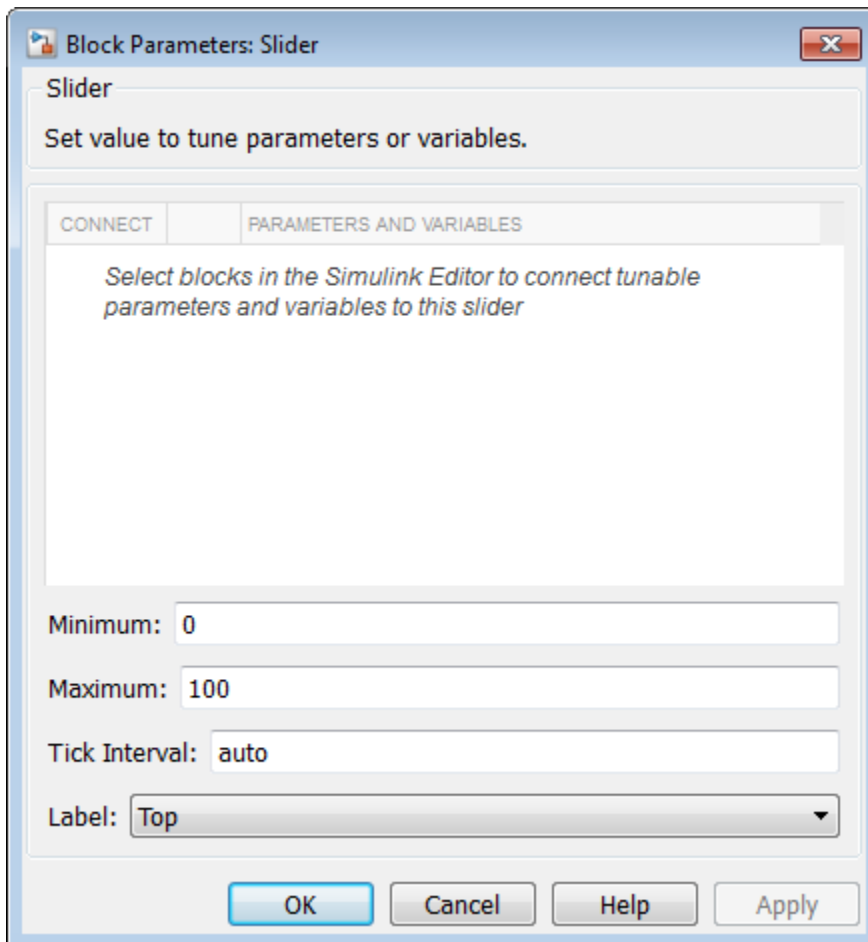 Block Parameters: Slider
Slider
Set value to tune parameters or variables.
CONNECT PARAMETERS AND VARIABLES
Select blocks in the Simulink Editor to connect tunable
parameters and variables to this slider
Minimum: 0
Maximum: 100
Tick Interval: auto
Label: Top
OK Cancel Help Apply